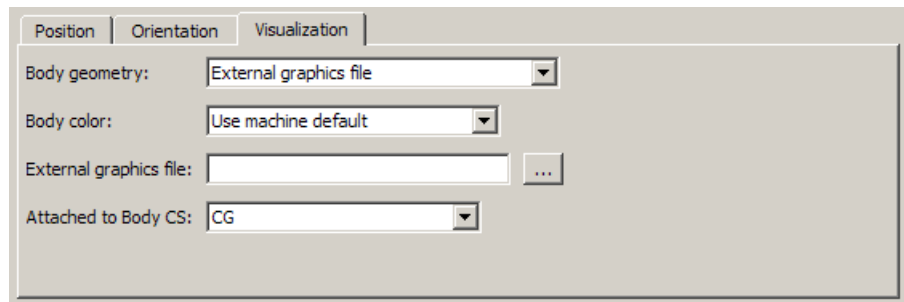 Position Orientation Visualization
Body geometry: External graphics file
Body color: Use machine default
External graphics file: ...
Attached to Body CS: CG